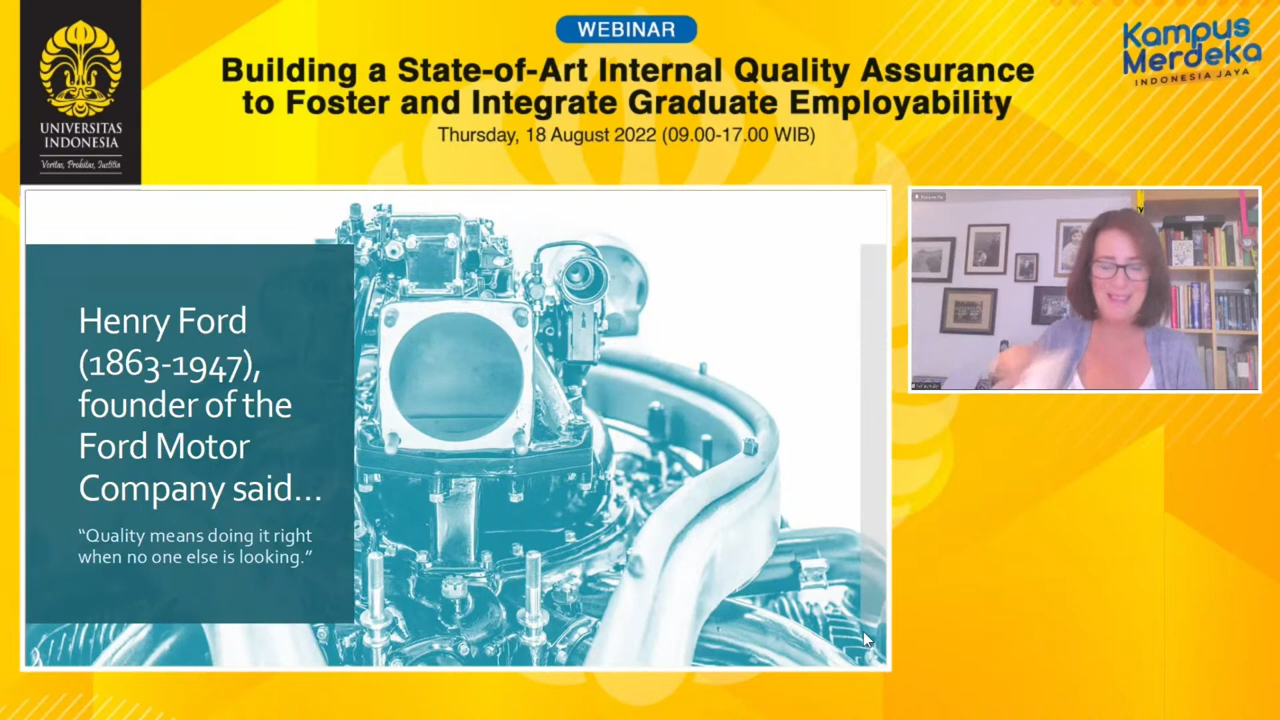 WEBINAR
Building a State-of-Art Internal Quality Assurance
to Foster and Integrate Graduate Employability
Thursday, 18 August 2022 (09.00-17.00 WIB)
UNIVERSITAS
INDONESIA
Veritas, Probitas, Justitia
Kampus
Merdeka
INDONESIA JAYA
Henry Ford
(1863-1947),
founder of the
Ford Motor
Company said...
“Quality means doing it right
when no one else is looking.”